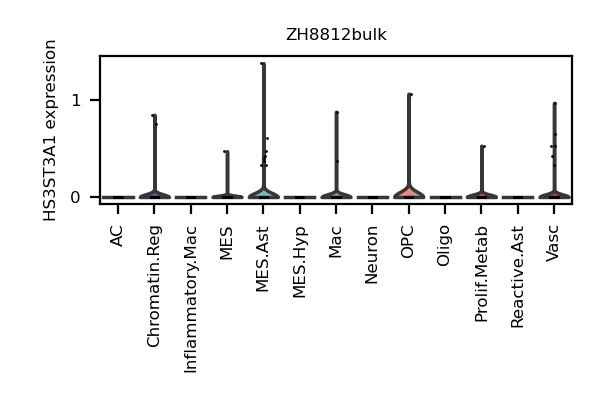 ZH8812bulk
HS3ST3A1 expression
1
0
AC
Chromatin.Reg
Inflammatory.Mac
MES
MES.Ast
MES.Hyp
Mac
Neuron
OPC
Oligo
Prolif.Metab
Reactive.Ast
Vasc